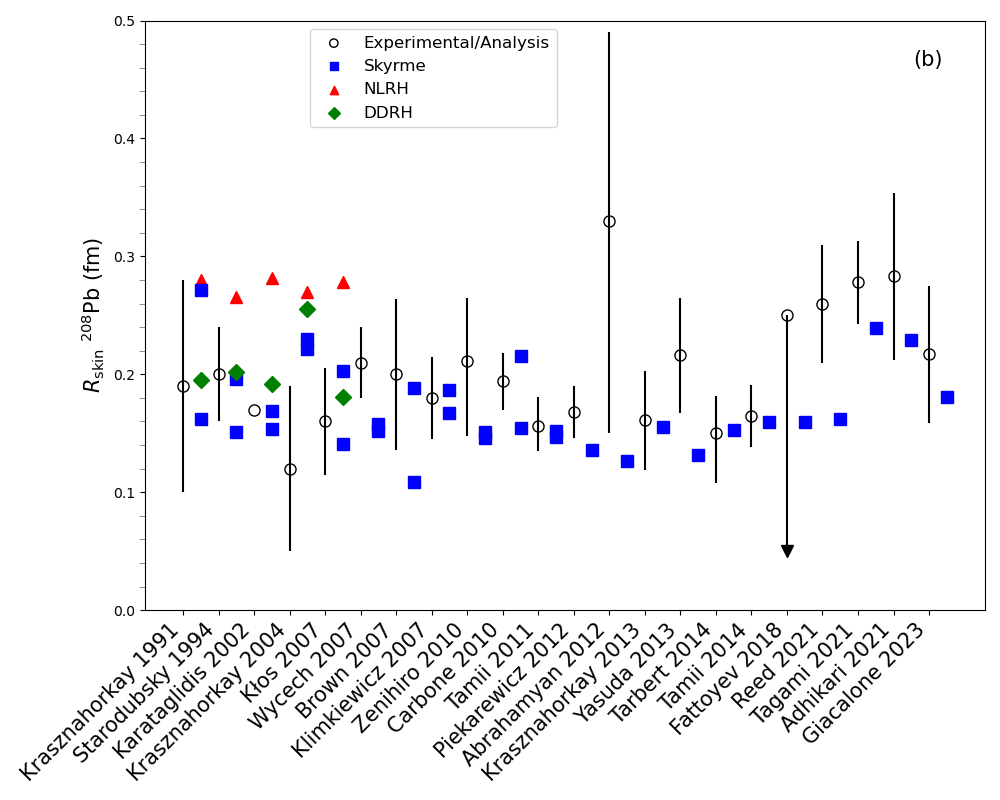 0.5
0.4
0.3
0.2
0.1
0.0
R_skin ²⁰⁸Pb (fm)
Experimental/Analysis
Skyrme
NLRH
DDRH
(b)
Krasznahorkay 1991
Starodubsky 1994
Karataglidis 2002
Krasznahorkay 2004
Kłos 2007
Wycech 2007
Brown 2007
Klimkiewicz 2007
Zenihiro 2010
Carbone 2010
Tamii 2011
Piekarewicz 2012
Abrahamyan 2012
Krasznahorkay 2013
Yasuda 2013
Tarbert 2014
Tamii 2014
Fattoyev 2018
Reed 2021
Tagami 2021
Adhikari 2021
Giacalone 2023